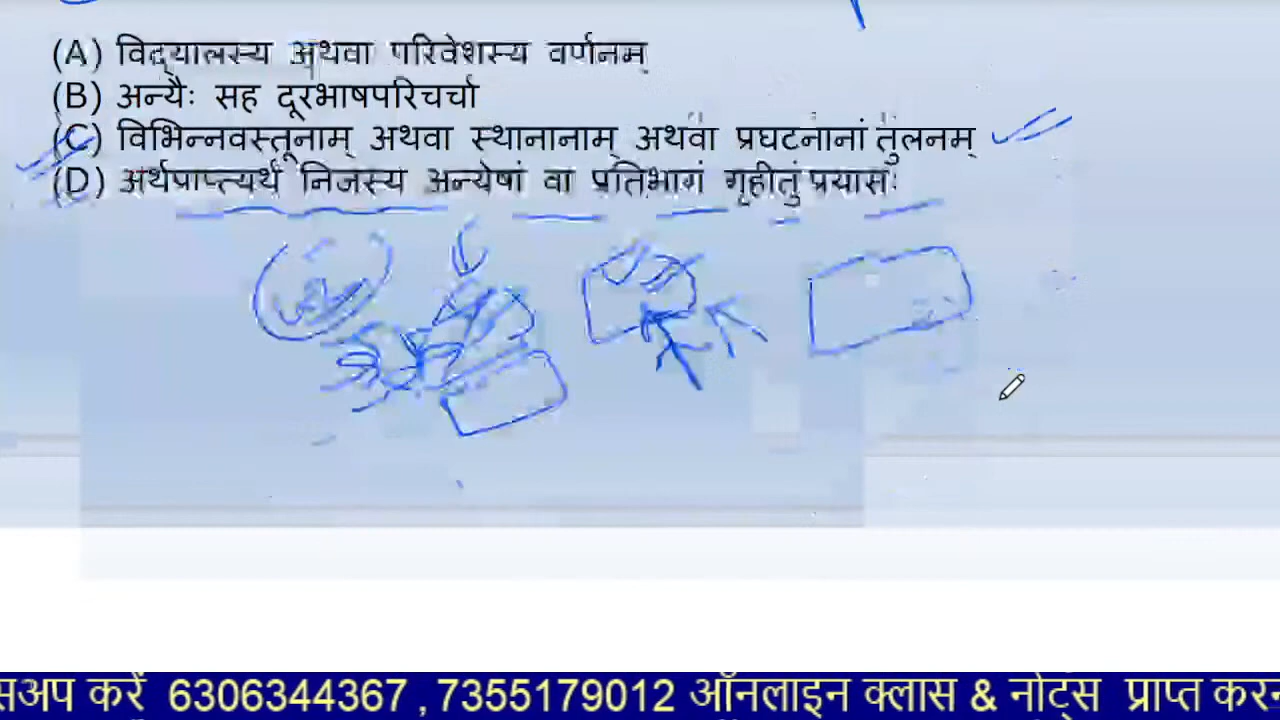 (A) विद्यालस्य अथवा परिवेशस्य वर्णनम्
(B) अन्यैः सह दूरभाषपरिचर्चा
(C) विभिन्नवस्तूनाम् अथवा स्थानानाम् अथवा प्रघटनानां तुलनम्
(D) अर्थप्राप्त्यर्थं निजस्य अन्येषां वा प्रतिभागं गृहीतुं प्रयासः
सअप करें 6306344367 , 7355179012 ऑनलाइन क्लास & नोट्स प्राप्त करन